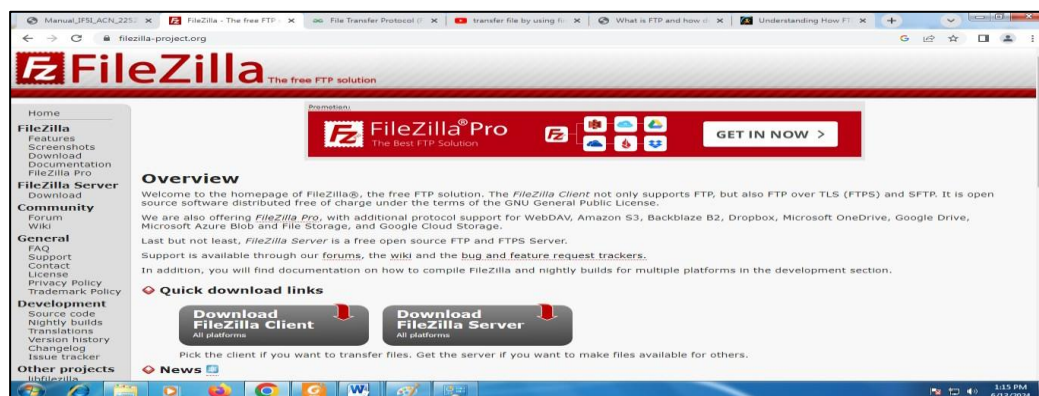 Manual_IFSI_ACN_225
FileZilla - The free FTP
File Transfer Protocol (
transfer file by using fi
What is FTP and how d
Understanding How FT
filezilla-project.org
FileZilla The free FTP solution
Home
FileZilla
Features
Screenshots
Download
Documentation
FileZilla Pro
FileZilla Server
Download
Community
Forum
Wiki
General
FAQ
Support
Contact
License
Privacy Policy
Trademark Policy
Development
Source code
Nightly builds
Translations
Version history
Changelog
Issue tracker
Other projects
libfilezilla
Promotion:
FileZilla® Pro
The Best FTP Solution
GET IN NOW >
Overview
Welcome to the homepage of FileZilla®, the free FTP solution. The FileZilla Client not only supports FTP, but also FTP over TLS (FTPS) and SFTP. It is open
source software distributed free of charge under the terms of the GNU General Public License.
We are also offering FileZilla Pro, with additional protocol support for WebDAV, Amazon S3, Backblaze B2, Dropbox, Microsoft OneDrive, Google Drive,
Microsoft Azure Blob and File Storage, and Google Cloud Storage.
Last but not least, FileZilla Server is a free open source FTP and FTPS Server.
Support is available through our forums, the wiki and the bug and feature request trackers.
In addition, you will find documentation on how to compile FileZilla and nightly builds for multiple platforms in the development section.
Quick download links
Download
FileZilla Client
All platforms
Download
FileZilla Server
All platforms
Pick the client if you want to transfer files. Get the server if you want to make files available for others.
News
1:15 PM